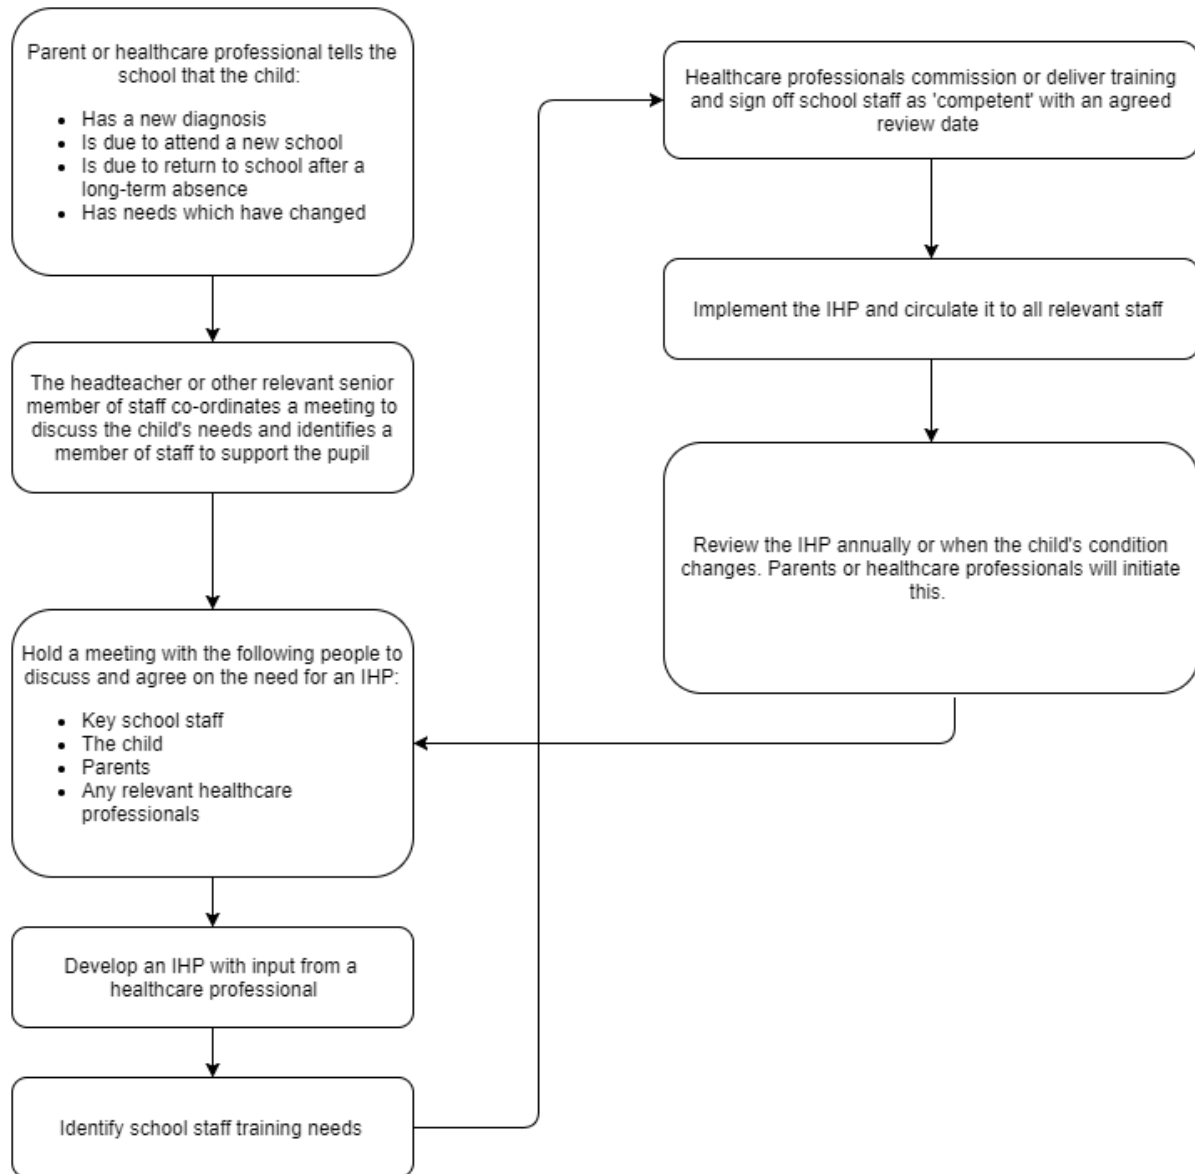 Parent or healthcare professional tells the
school that the child:
• Has a new diagnosis
• Is due to attend a new school
• Is due to return to school after a
long-term absence
• Has needs which have changed
The headteacher or other relevant senior
member of staff co-ordinates a meeting to
discuss the child's needs and identifies a
member of staff to support the pupil
Hold a meeting with the following people to
discuss and agree on the need for an IHP:
• Key school staff
• The child
• Parents
• Any relevant healthcare
professionals
Develop an IHP with input from a
healthcare professional
Identify school staff training needs
Healthcare professionals commission or deliver training
and sign off school staff as 'competent' with an agreed
review date
Implement the IHP and circulate it to all relevant staff
Review the IHP annually or when the child's condition
changes. Parents or healthcare professionals will initiate
this.